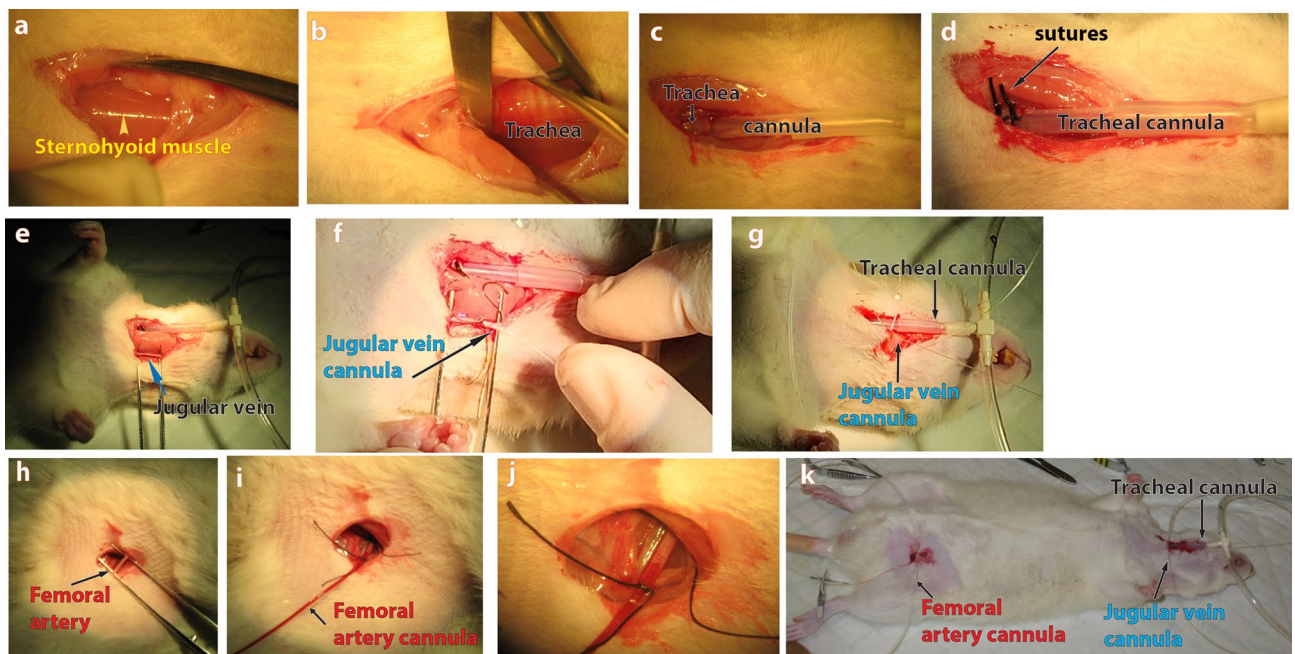 a
Sternohyoid muscle
b
Trachea
c
Trachea
cannula
d
sutures
Tracheal cannula
e
Jugular vein
f
Jugular vein
cannula
g
Tracheal cannula
Jugular vein
cannula
h
Femoral
artery
i
Femoral
artery cannula
j
k
Tracheal cannula
Femoral
artery cannula
Jugular vein
cannula